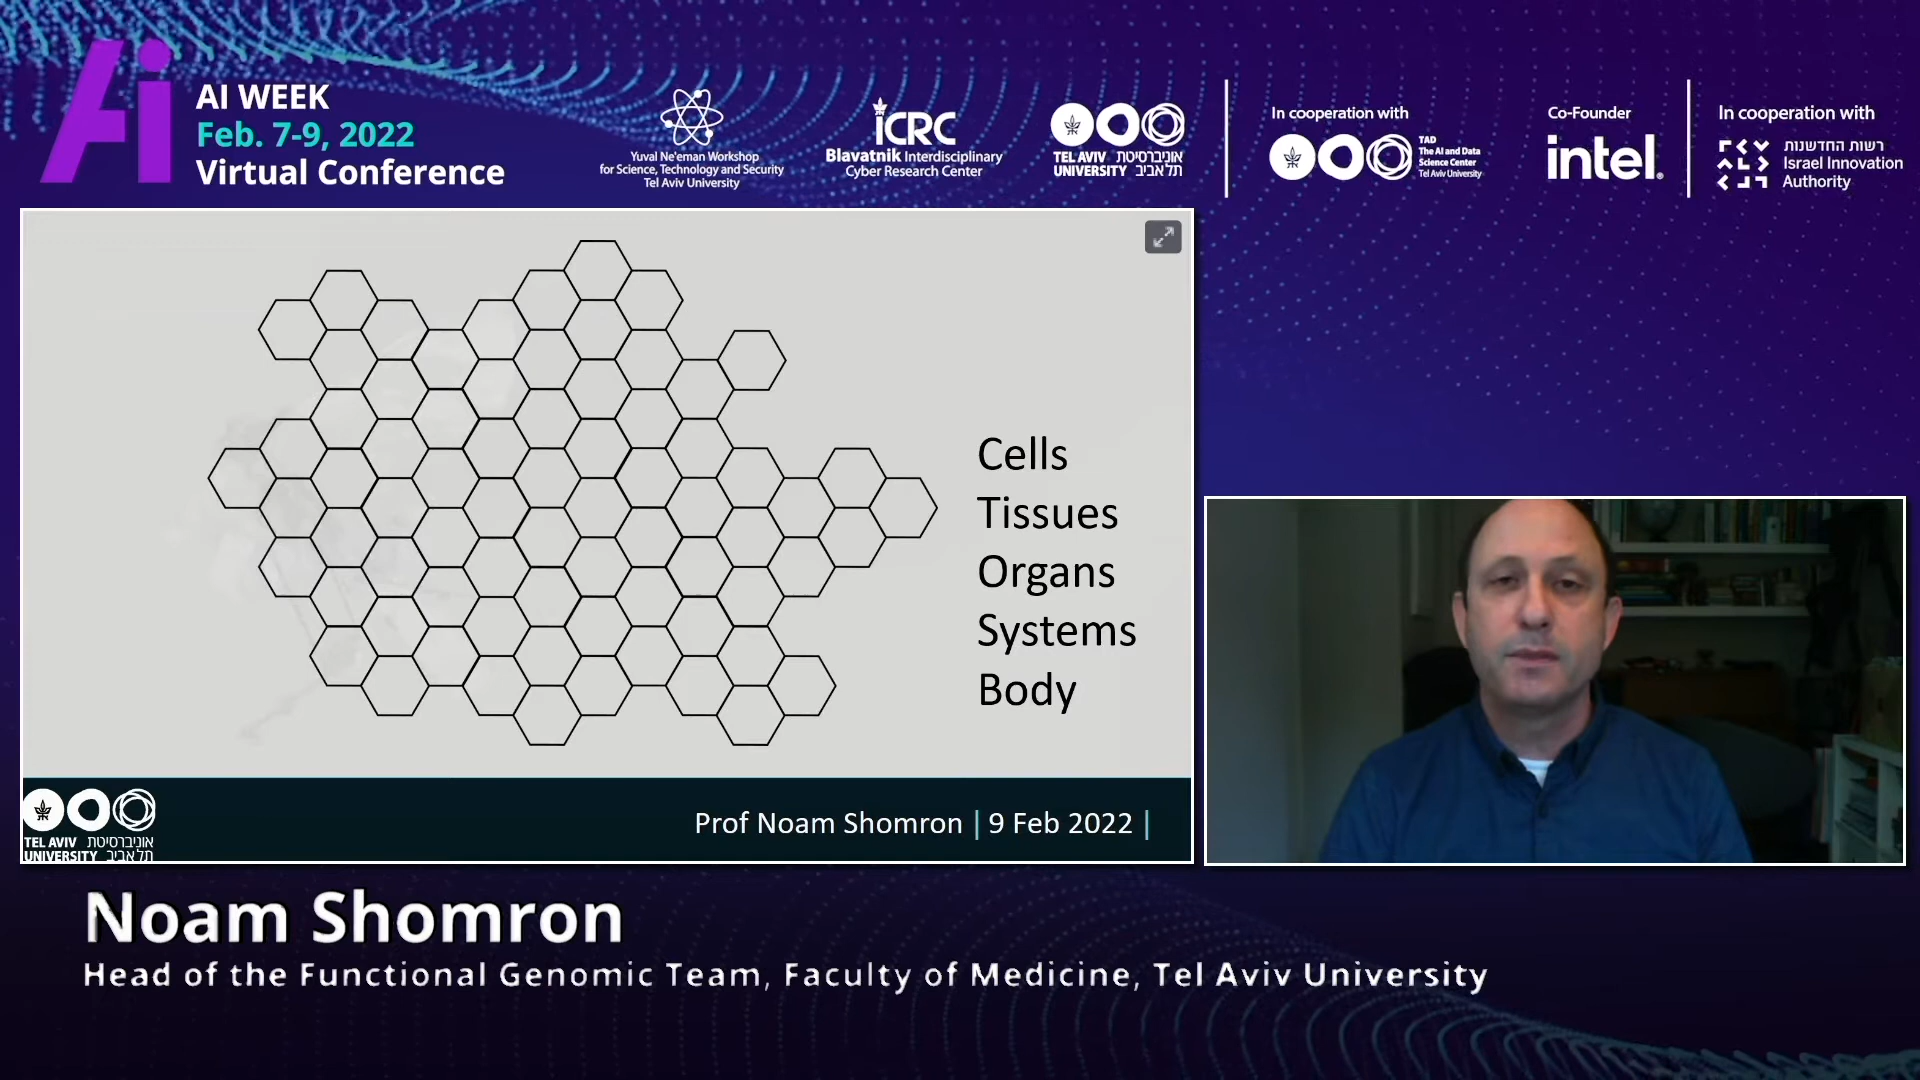 Ai
AI WEEK
Feb. 7-9, 2022
Virtual Conference
Yuval Ne'eman Workshop
for Science, Technology and Security
Tel Aviv University
iCRC
Blavatnik Interdisciplinary
Cyber Research Center
TEL AVIV אוניברסיטת
UNIVERSITY תל אביב
In cooperation with
TAD
The AI and Data
Science Center
Tel Aviv University
Co-Founder
intel.
In cooperation with
רשות החדשנות
Israel Innovation
Authority
Cells
Tissues
Organs
Systems
Body
TEL AVIV אוניברסיטת
UNIVERSITY תל אביב
Prof Noam Shomron | 9 Feb 2022 |
Noam Shomron
Head of the Functional Genomic Team, Faculty of Medicine, Tel Aviv University